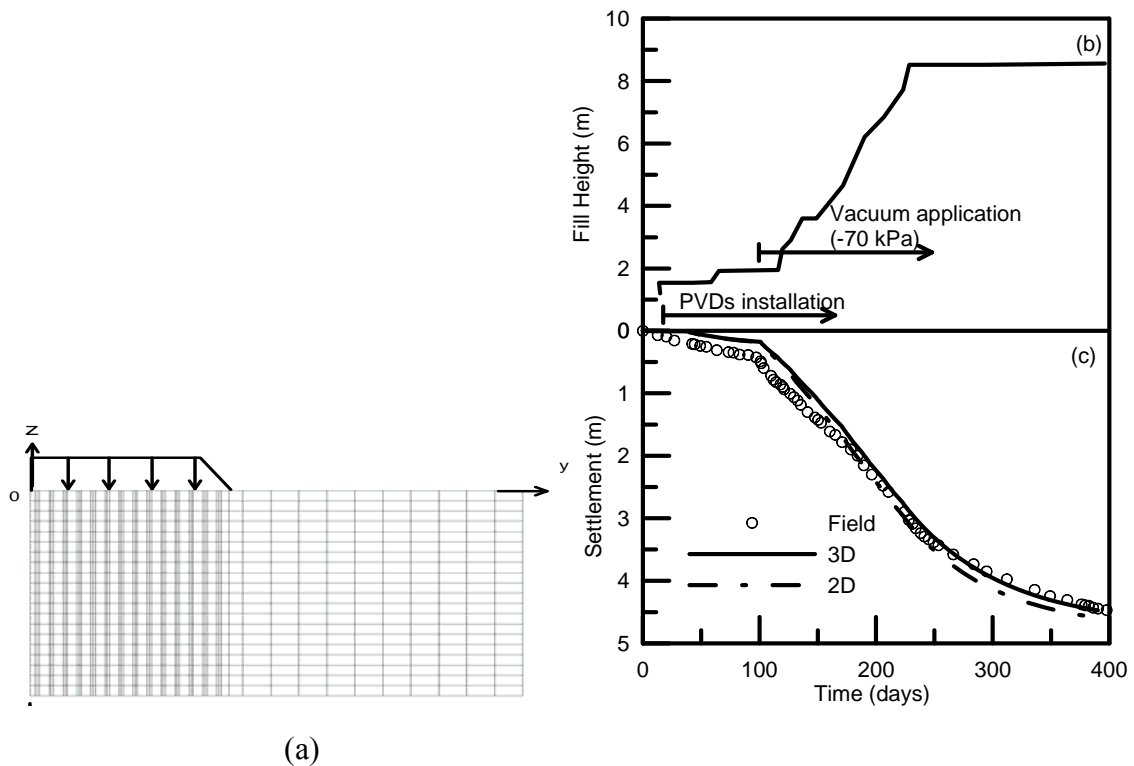 10
(b)
8
6
4
2
0
Fill Height (m)
Vacuum application
(-70 kPa)
PVDs installation
(c)
1
2
3
4
5
Settlement (m)
Field
3D
2D
0
100
200
300
400
Time (days)
Z
y
O
(a)